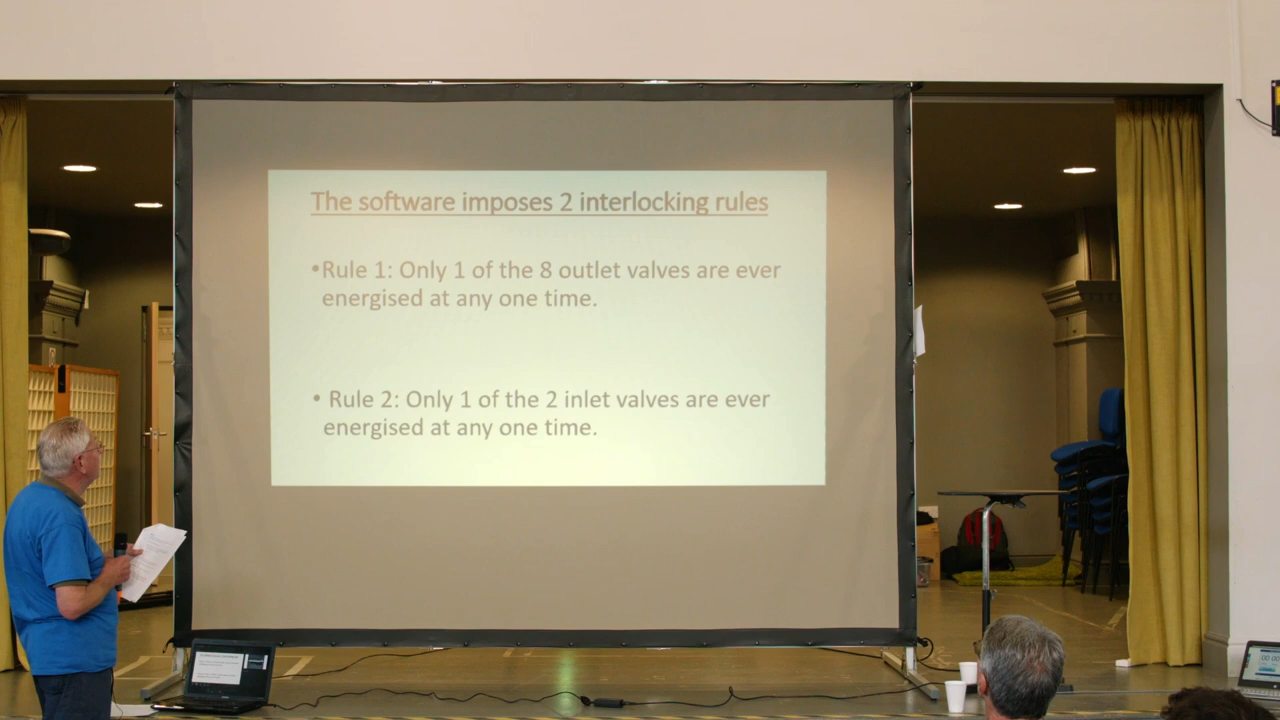 The software imposes 2 interlocking rules
•Rule 1: Only 1 of the 8 outlet valves are ever
energised at any one time.
• Rule 2: Only 1 of the 2 inlet valves are ever
energised at any one time.